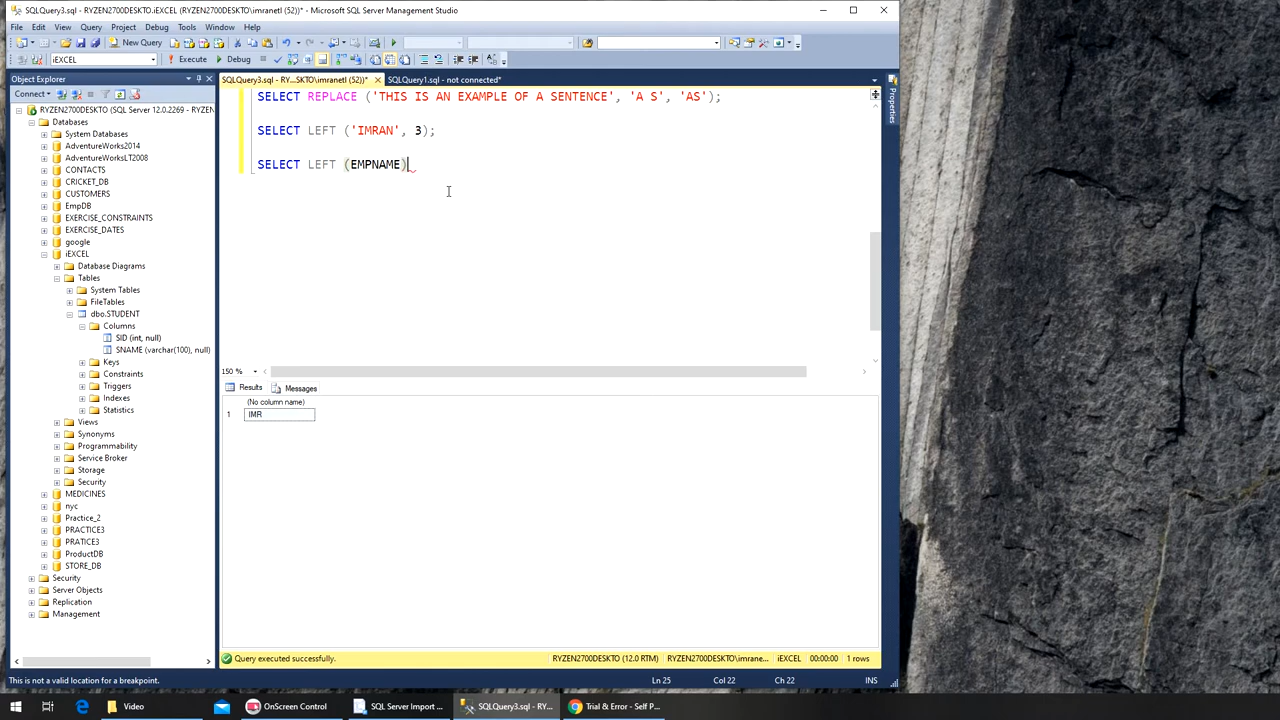 SQLQuery3.sql - RYZEN2700DESKTO.iEXCEL (RYZEN2700DESKTO\imranetl (52))* - Microsoft SQL Server Management Studio
File Edit View Query Project Debug Tools Window Help
New Query
iEXCEL Execute Debug
Object Explorer
SQLQuery3.sql - RY...SKTO\imranetl (52))*
SQLQuery1.sql - not connected*
Properties
Connect
RYZEN2700DESKTO (SQL Server 12.0.2269 - RYZEN
Databases
System Databases
AdventureWorks2014
AdventureWorksLT2008
CONTACTS
CRICKET_DB
CUSTOMERS
EmpDB
EXERCISE_CONSTRAINTS
EXERCISE_DATES
google
iEXCEL
Database Diagrams
Tables
System Tables
FileTables
dbo.STUDENT
Columns
SID (int, null)
SNAME (varchar(100), null)
Keys
Constraints
Triggers
Indexes
Statistics
Views
Synonyms
Programmability
Service Broker
Storage
Security
MEDICINES
nyc
Practice_2
PRACTICE3
PRATICE3
ProductDB
STORE_DB
Security
Server Objects
Replication
Management
SELECT REPLACE ('THIS IS AN EXAMPLE OF A SENTENCE', 'A S', 'AS');
SELECT LEFT ('IMRAN', 3);
SELECT LEFT (EMPNAME)
150 %
Results Messages
(No column name)
1 IMR
Query executed successfully.
RYZEN2700DESKTO (12.0 RTM) RYZEN2700DESKTO\imrane... iEXCEL 00:00:00 1 rows
This is not a valid location for a breakpoint.
Ln 25 Col 22 Ch 22 INS
Video
OnScreen Control
SQL Server Import ...
SQLQuery3.sql - RY...
Trial & Error - Self P...